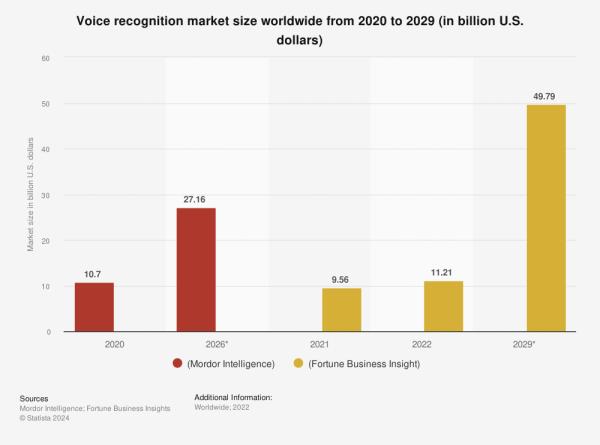 Voice recognition market size worldwide from 2020 to 2029 (in billion U.S.
dollars)
60
50
40
30
20
10
0
Market size in billion U.S. dollars
10.7
27.16
9.56
11.21
49.79
2020
2026*
2021
2022
2029*
(Mordor Intelligence)
(Fortune Business Insight)
Sources
Mordor Intelligence; Fortune Business Insights
© Statista 2024
Additional Information:
Worldwide; 2022